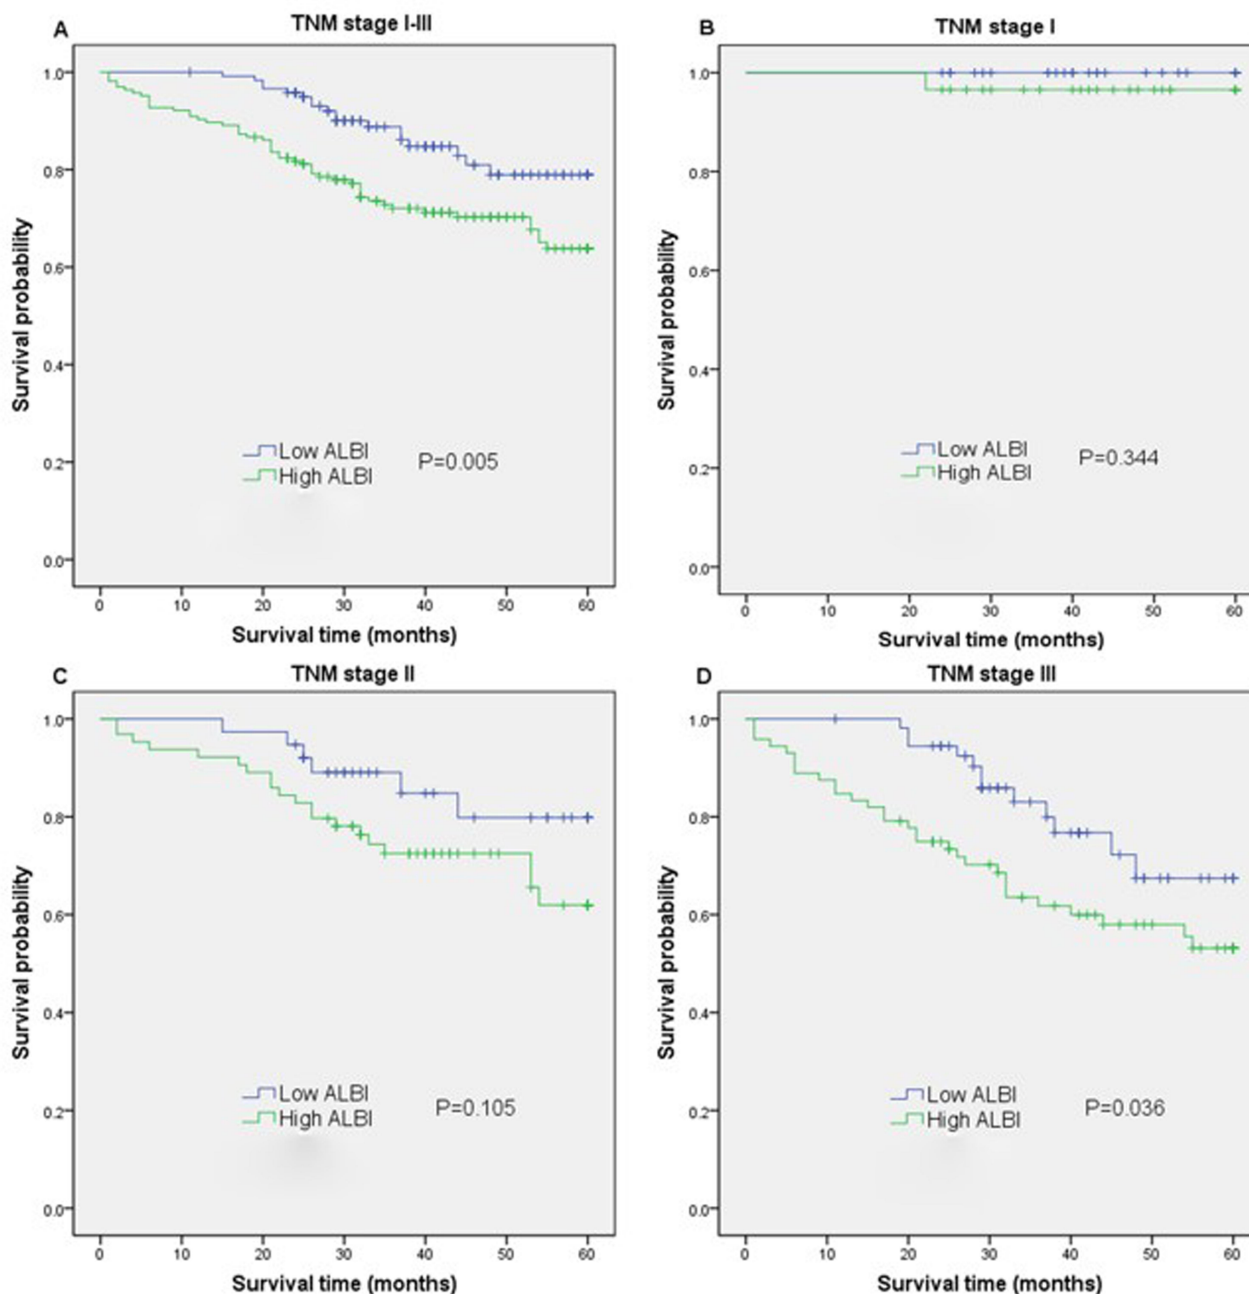 A
TNM stage I-III
Survival probability
1.0
0.8
0.6
0.4
0.2
0.0
Low ALBI
High ALBI
P=0.005
0 10 20 30 40 50 60
Survival time (months)
B
TNM stage I
Survival probability
1.0
0.8
0.6
0.4
0.2
0.0
Low ALBI
High ALBI
P=0.344
0 10 20 30 40 50 60
Survival time (months)
C
TNM stage II
Survival probability
1.0
0.8
0.6
0.4
0.2
0.0
Low ALBI
High ALBI
P=0.105
0 10 20 30 40 50 60
Survival time (months)
D
TNM stage III
Survival probability
1.0
0.8
0.6
0.4
0.2
0.0
Low ALBI
High ALBI
P=0.036
0 10 20 30 40 50 60
Survival time (months)